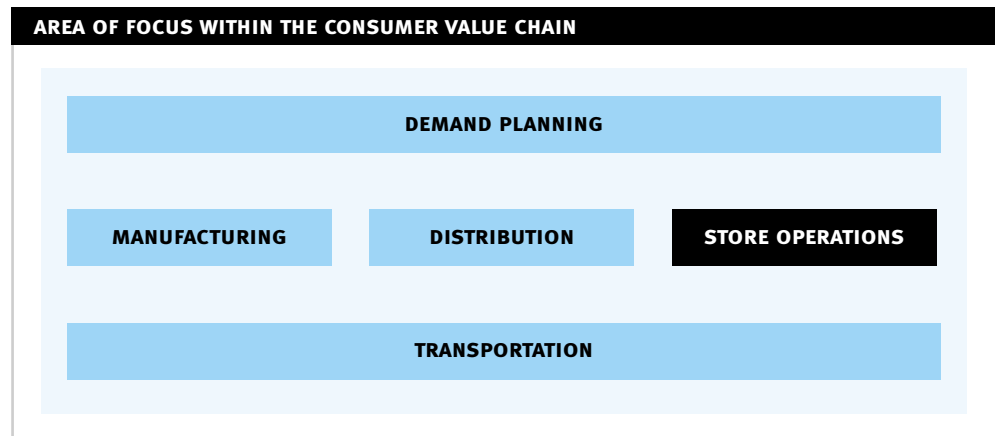 AREA OF FOCUS WITHIN THE CONSUMER VALUE CHAIN
DEMAND PLANNING
MANUFACTURING
DISTRIBUTION
STORE OPERATIONS
TRANSPORTATION